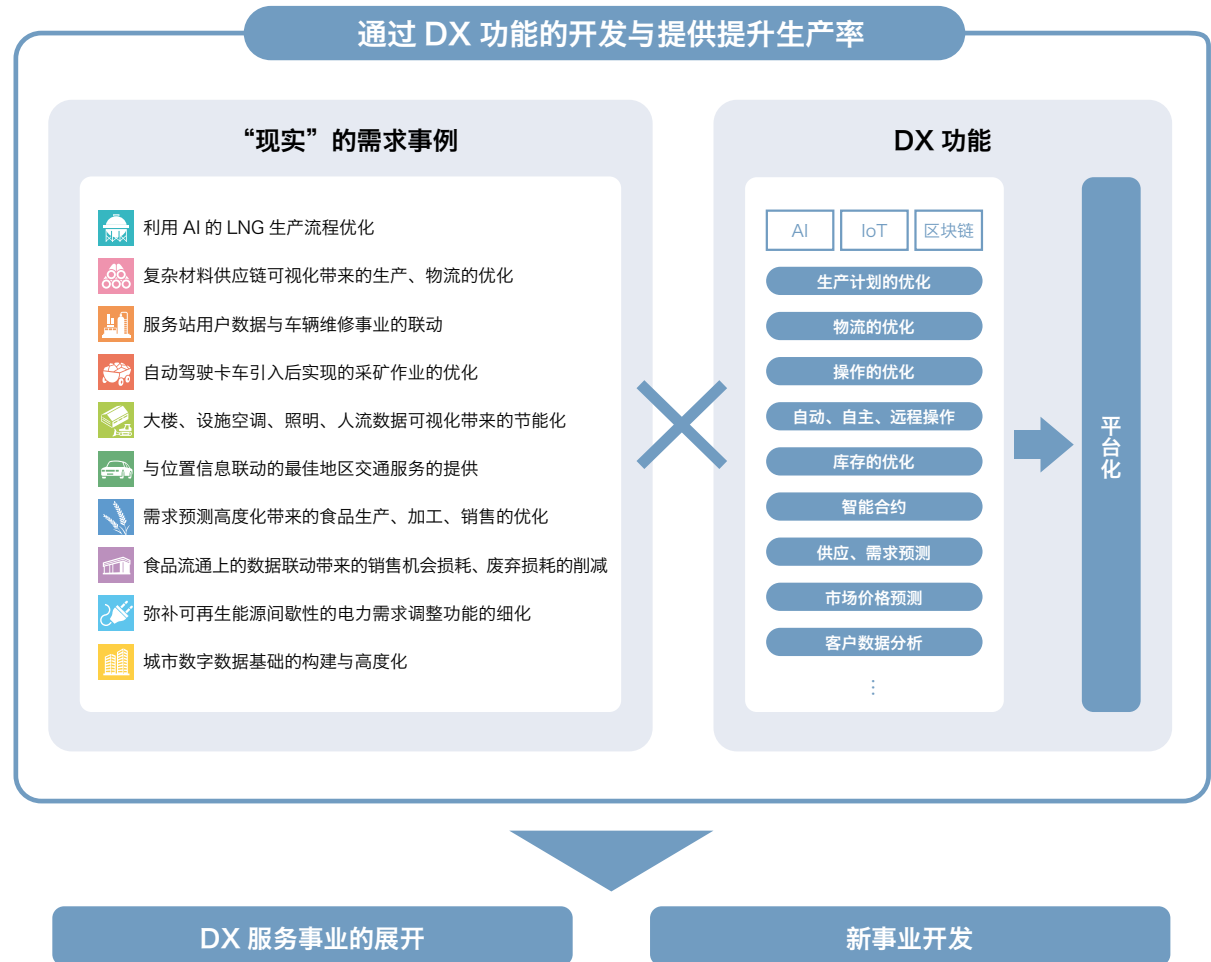 通过 DX 功能的开发与提供提升生产率
“现实”的需求事例
利用 AI 的 LNG 生产流程优化
复杂材料供应链可视化带来的生产、物流的优化
服务站用户数据与车辆维修事业的联动
自动驾驶卡车引入后实现的采矿作业的优化
大楼、设施空调、照明、人流数据可视化带来的节能化
与位置信息联动的最佳地区交通服务的提供
需求预测高度化带来的食品生产、加工、销售的优化
食品流通上的数据联动带来的销售机会损耗、废弃损耗的削减
弥补可再生能源间歇性的电力需求调整功能的细化
城市数字数据基础的构建与高度化
DX 功能
AI
IoT
区块链
生产计划的优化
物流的优化
操作的优化
自动、自主、远程操作
库存的优化
智能合约
供应、需求预测
市场价格预测
客户数据分析
⋮
平台化
DX 服务事业的展开
新事业开发